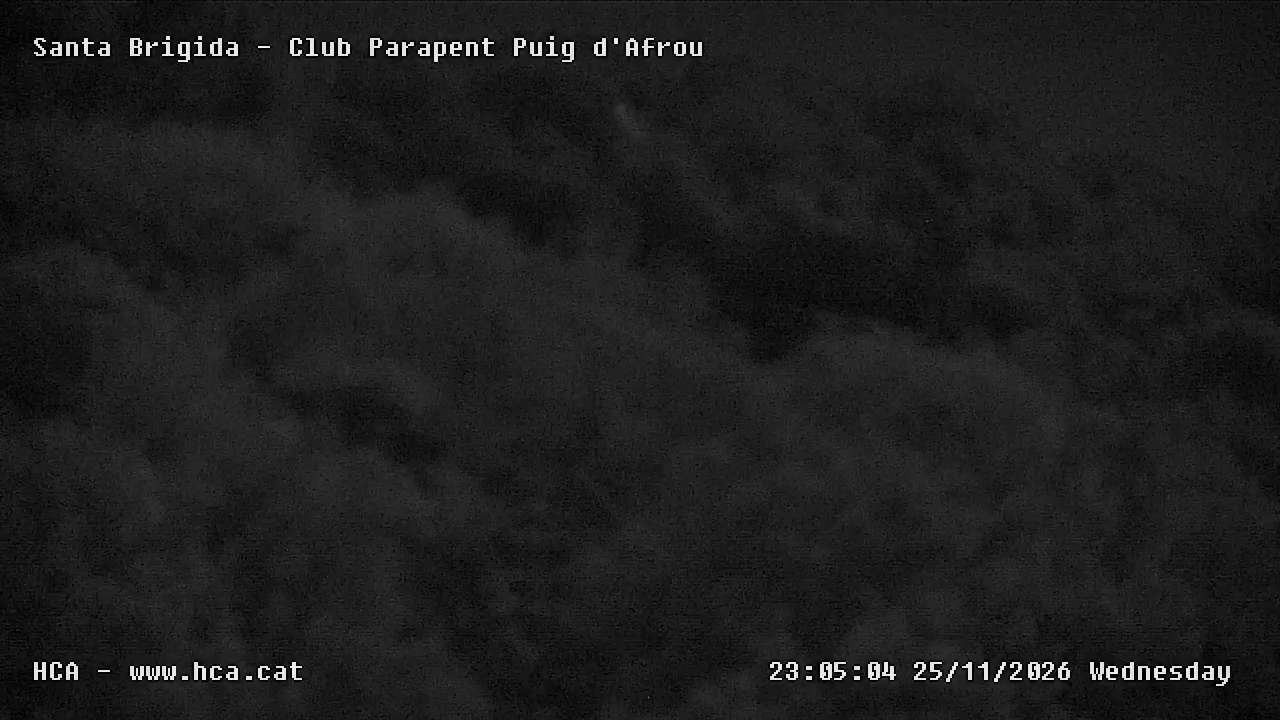 Santa Brigida - Club Parapent Puig d'Afrou
HCA - www.hca.cat
23:05:04 25/11/2026 Wednesday